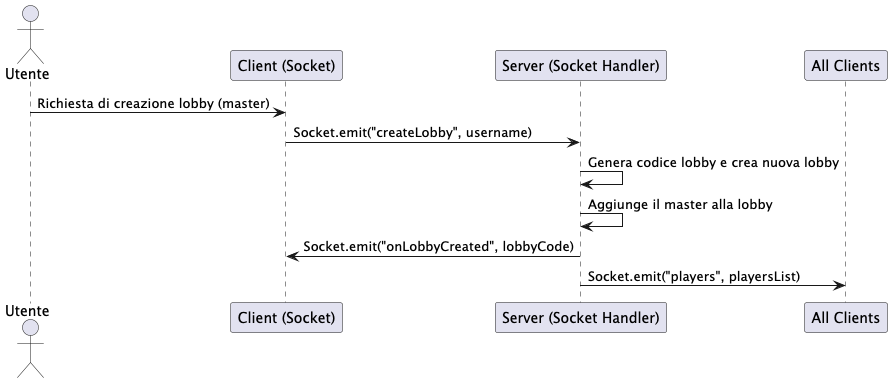 Utente
Client (Socket)
Server (Socket Handler)
All Clients
Richiesta di creazione lobby (master)
Socket.emit("createLobby", username)
Genera codice lobby e crea nuova lobby
Aggiunge il master alla lobby
Socket.emit("onLobbyCreated", lobbyCode)
Socket.emit("players", playersList)
Utente
Client (Socket)
Server (Socket Handler)
All Clients